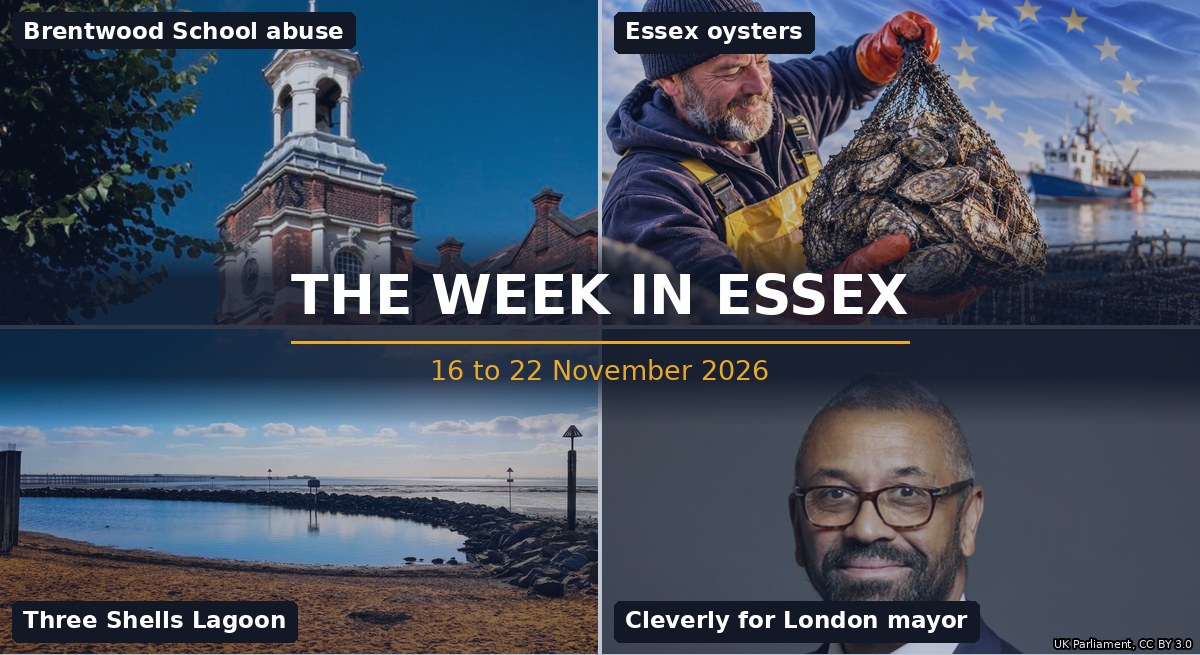 Brentwood School abuse
Essex oysters
THE WEEK IN ESSEX
16 to 22 November 2026
Three Shells Lagoon
Cleverly for London mayor
UK Parliament, CC BY 3.0